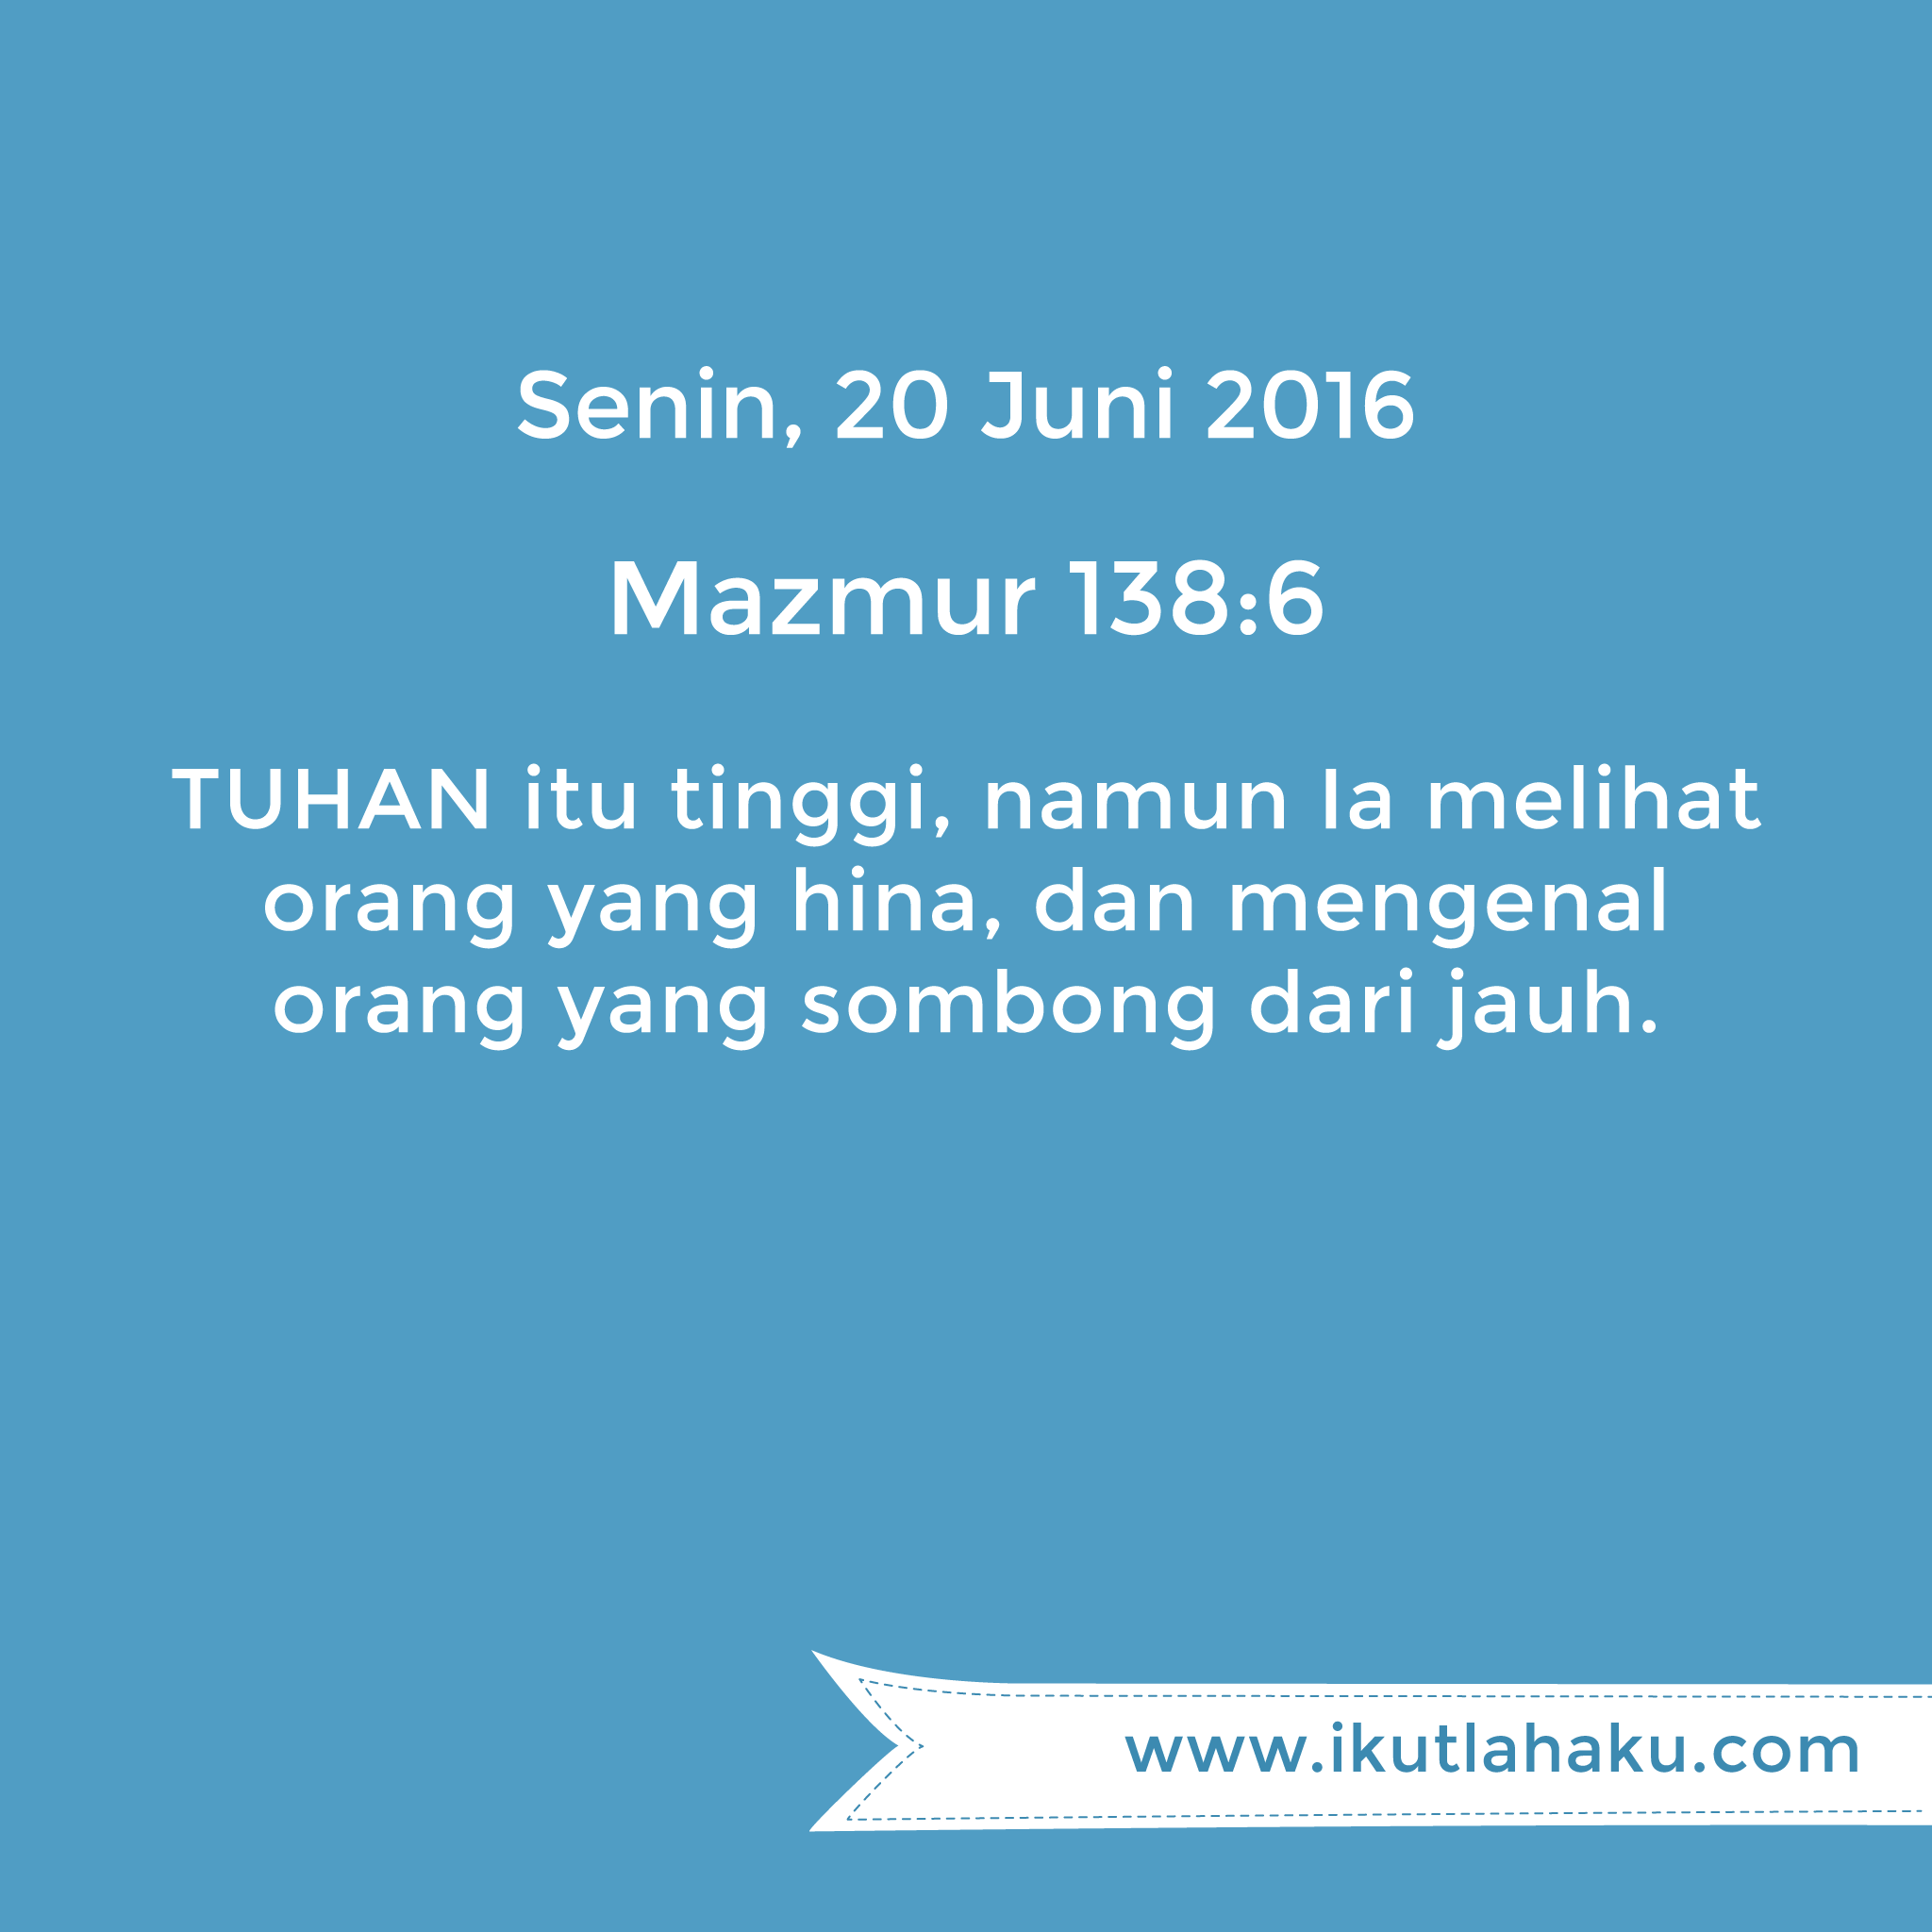 Senin, 20 Juni 2016
Mazmur 138:6
TUHAN itu tinggi, namun Ia melihat
orang yang hina, dan mengenal
orang yang sombong dari jauh.
www.ikutlahaku.com